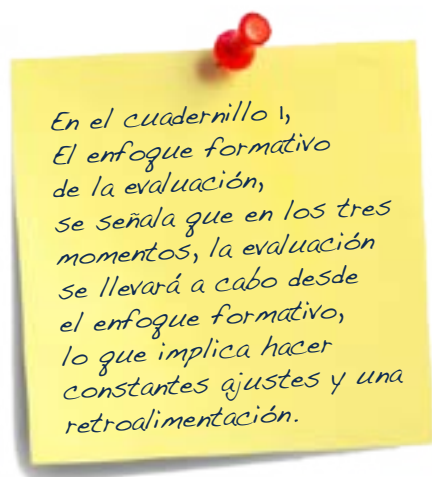 En el cuadernillo 1,
El enfoque formativo
de la evaluación,
se señala que en los tres
momentos, la evaluación
se llevará a cabo desde
el enfoque formativo,
lo que implica hacer
constantes ajustes y una
retroalimentación.